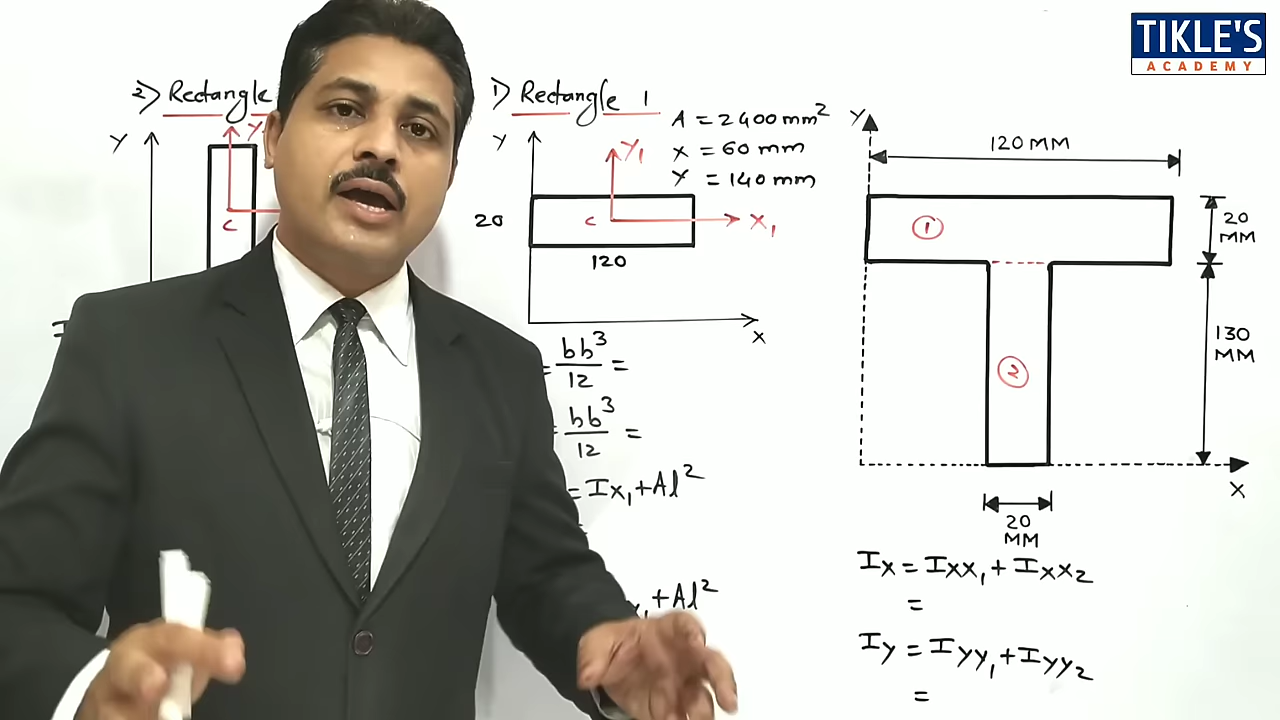 TIKLE'S
ACADEMY
2) Rectangle
Y
Y
C
1) Rectangle 1
A = 2400 mm²
X = 60 mm
Y = 140 mm
Y
Y₁
20
C
X₁
120
X
= bb³/12 =
= bb³/12 =
= Ix₁ + Al²
+ Al²
Y
120 MM
1
20 MM
2
130 MM
X
20 MM
Ix = Ixx₁ + Ixx₂
=
Iy = Iyy₁ + Iyy₂
=